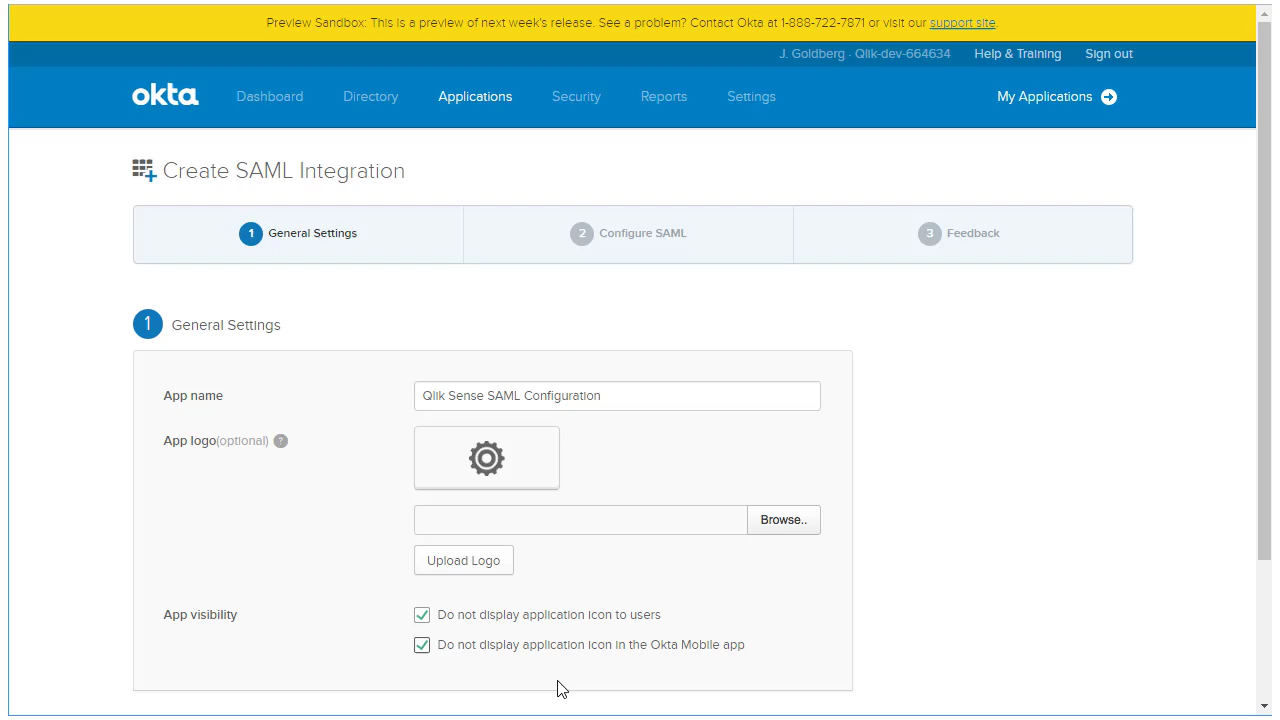 Preview Sandbox: This is a preview of next week's release. See a problem? Contact Okta at 1-888-722-7871 or visit our support site.
J. Goldberg · Qlik-dev-664634 Help & Training Sign out
okta Dashboard Directory Applications Security Reports Settings My Applications
Create SAML Integration
1 General Settings 2 Configure SAML 3 Feedback
1 General Settings
App name Qlik Sense SAML Configuration
App logo(optional) ?
Browse..
Upload Logo
App visibility Do not display application icon to users
Do not display application icon in the Okta Mobile app